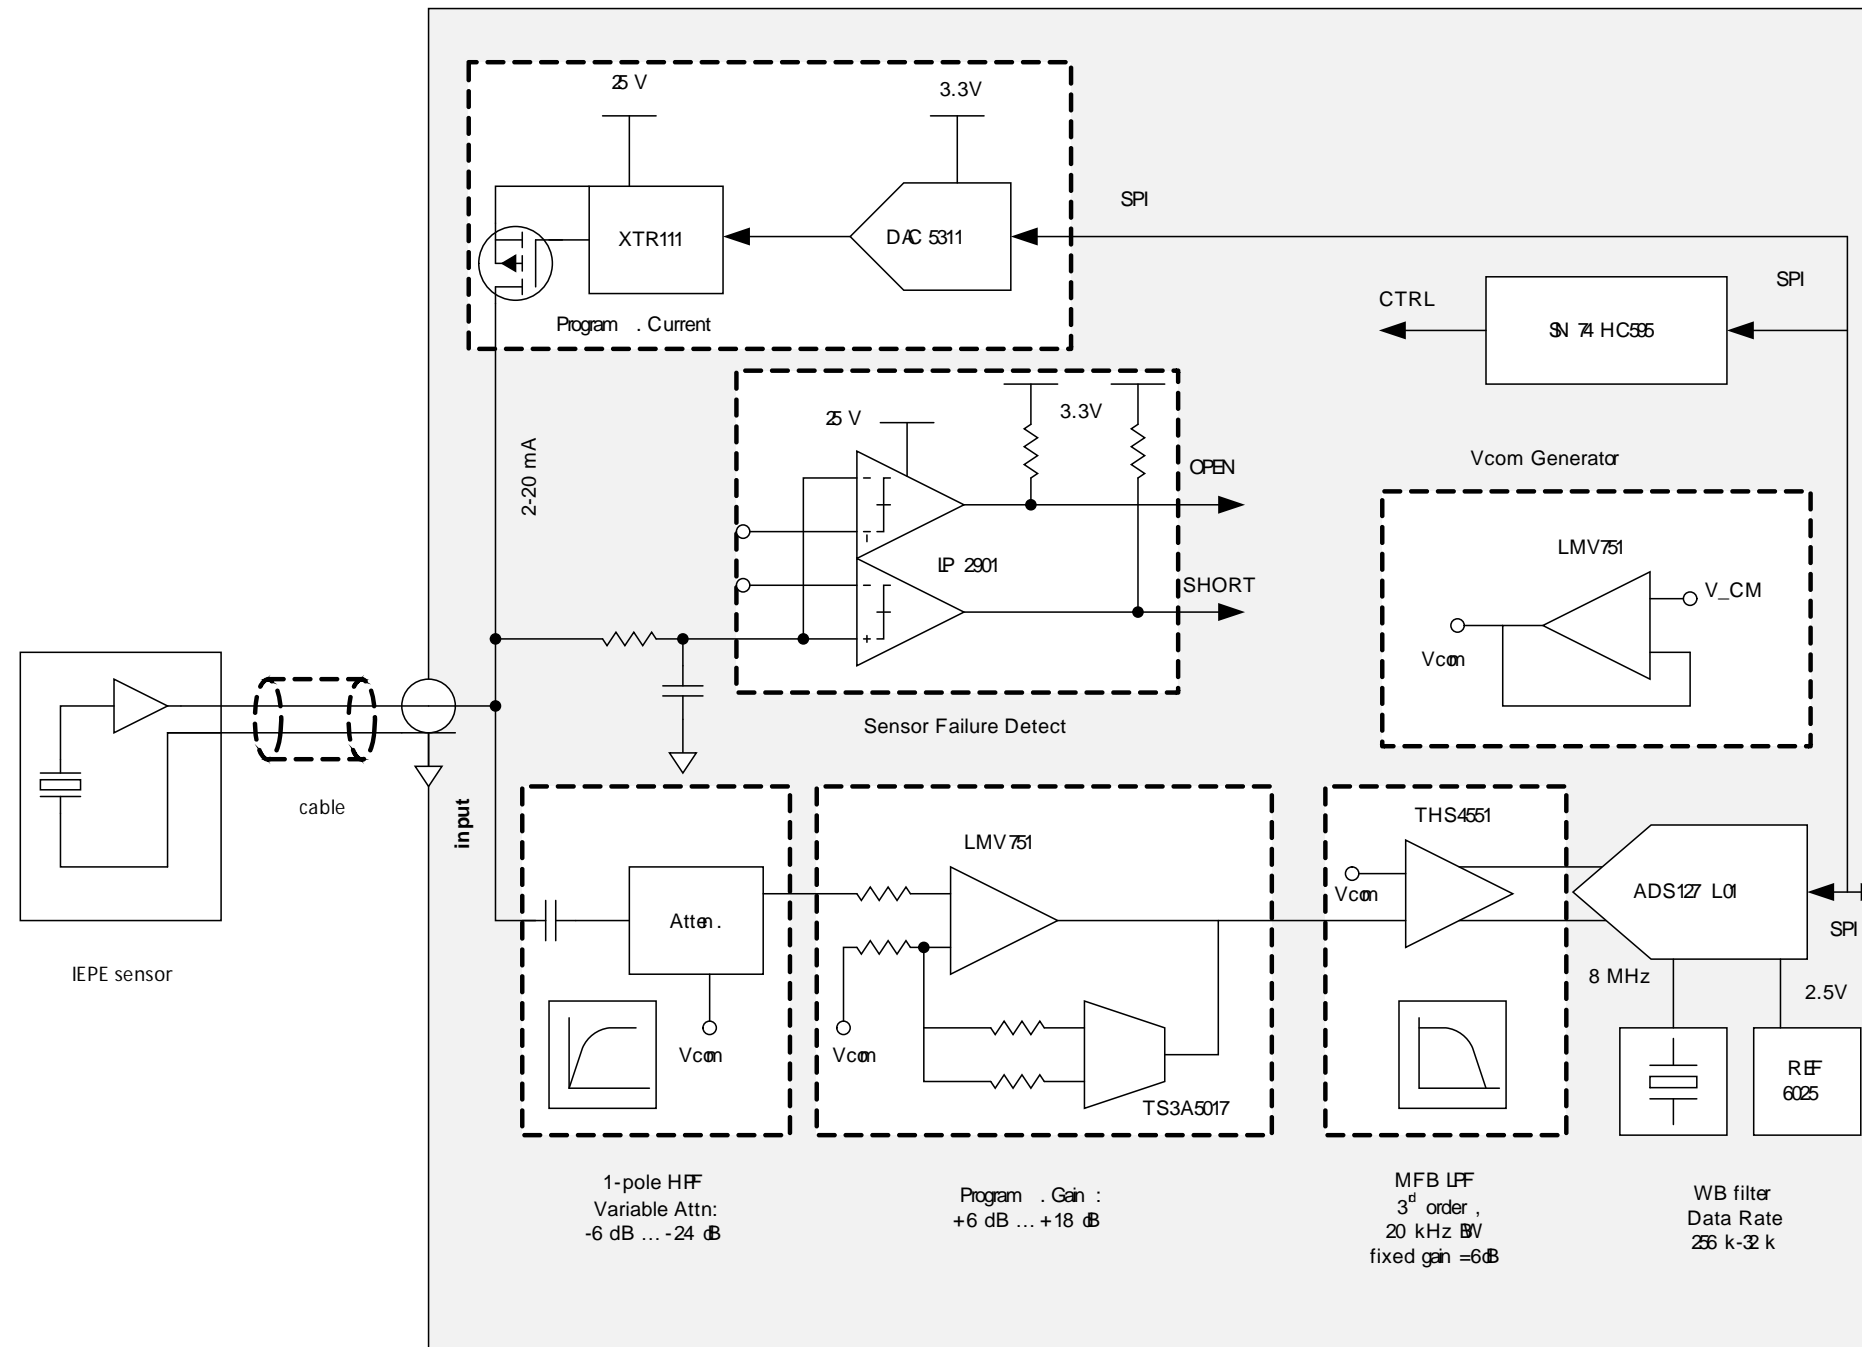 25 V
3.3V
SPI
XTR111
DAC 5311
Program . Current
SPI
CTRL
SN 74 HC595
2-20 mA
25 V
3.3V
OPEN
LP 2901
SHORT
Sensor Failure Detect
Vcom Generator
LMV751
V_CM
Vcom
cable
input
IEPE sensor
Atten.
Vcom
LMV751
Vcom
TS3A5017
THS4551
Vcom
ADS127 L01
SPI
8 MHz
2.5V
REF
6025
1-pole HPF
Variable Attn:
-6 dB ... -24 dB
Program . Gain :
+6 dB ... +18 dB
MFB LPF
3rd order ,
20 kHz BW
fixed gain =6dB
WB filter
Data Rate
256 k-32 k